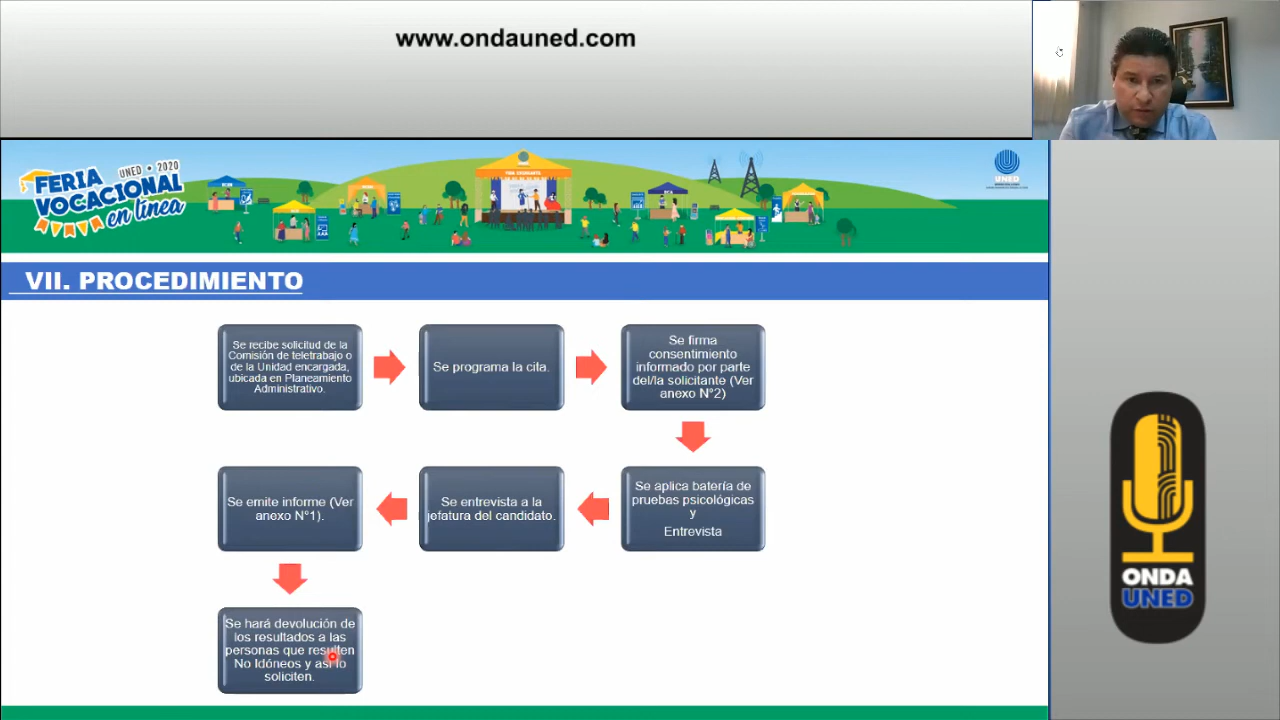 www.ondauned.com
FERIA
UNED • 2020
VOCACIONAL
en línea
UNED
VII. PROCEDIMIENTO
Se recibe solicitud de la
Comisión de teletrabajo o
de la Unidad encargada,
ubicada en Planeamiento
Administrativo.
Se programa la cita.
Se firma
consentimiento
informado por parte
del/la solicitante (Ver
anexo N°2)
Se aplica batería de
pruebas psicológicas
y
Entrevista
Se entrevista a la
jefatura del candidato.
Se emite informe (Ver
anexo N°1).
Se hará devolución de
los resultados a las
personas que resulten
No Idóneos y así lo
soliciten.
ONDA
UNED